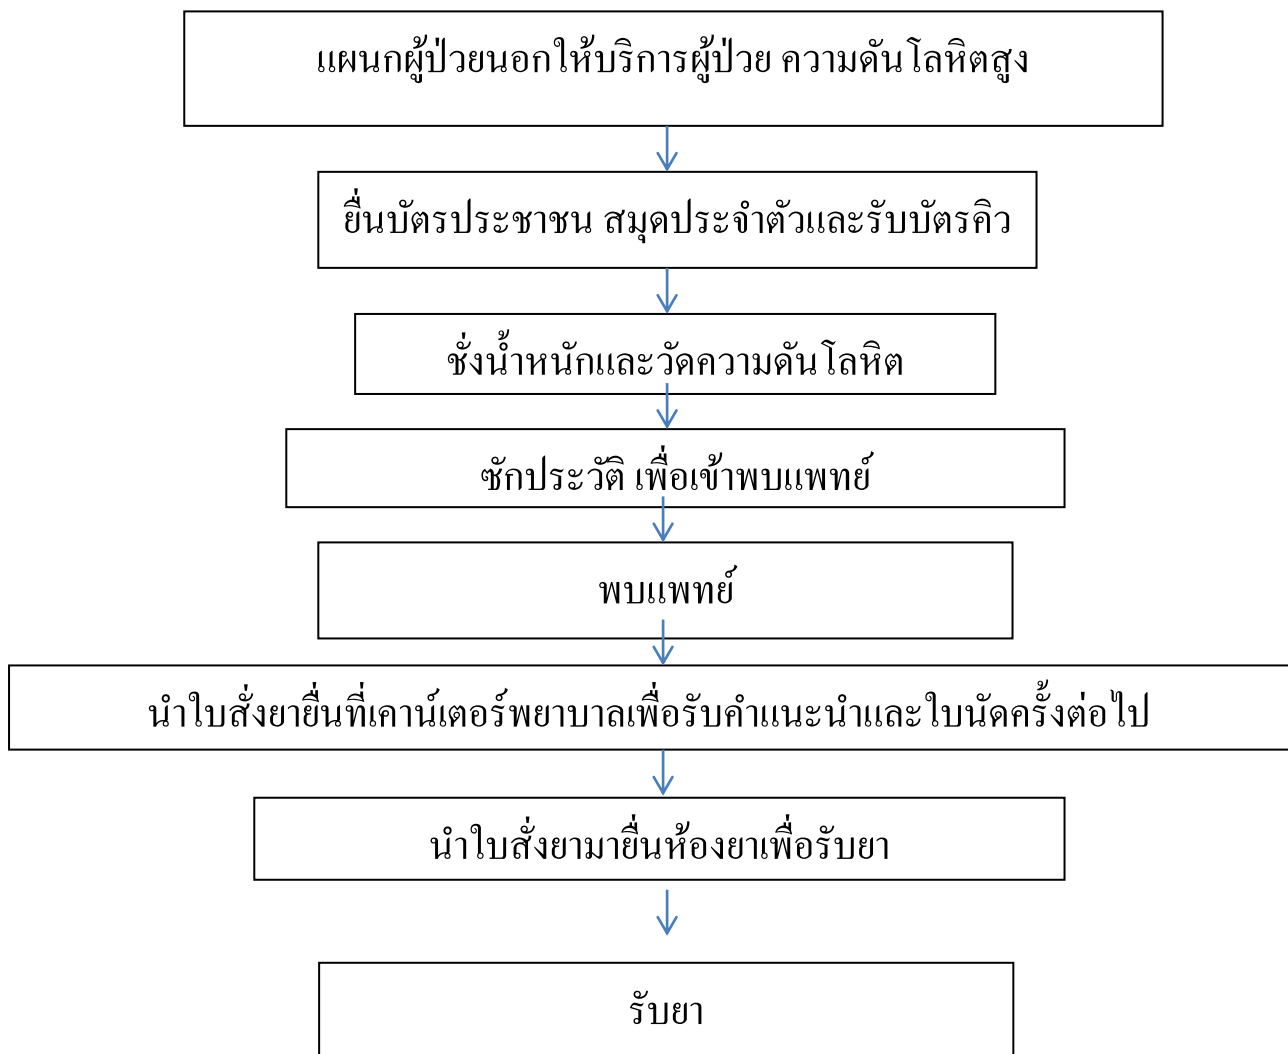 แผนกผู้ป่วยนอกให้บริการผู้ป่วย ความดันโลหิตสูง
ยื่นบัตรประชาชน สมุดประจำตัวและรับบัตรคิว
ชั่งน้ำหนักและวัดความดันโลหิต
ซักประวัติ เพื่อเข้าพบแพทย์
พบแพทย์
นำใบสั่งยายื่นที่เคาน์เตอร์พยาบาลเพื่อรับคำแนะนำและใบนัดครั้งต่อไป
นำใบสั่งยามายื่นห้องยาเพื่อรับยา
รับยา